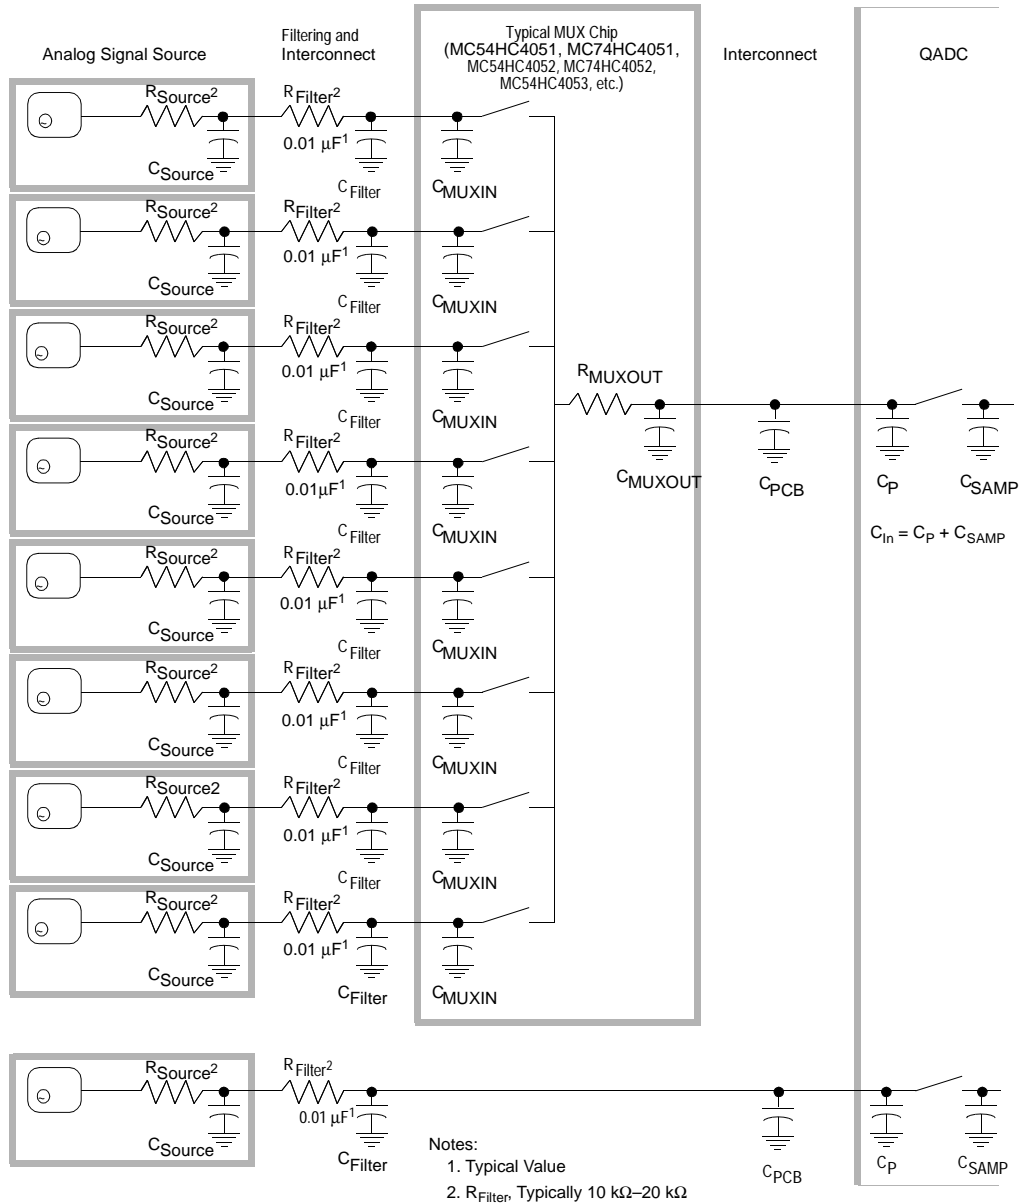 Analog Signal Source
Filtering and
Interconnect
Typical MUX Chip
(MC54HC4051, MC74HC4051,
MC54HC4052, MC74HC4052,
MC54HC4053, etc.)
Interconnect
QADC
RSource2
RFilter2
0.01 μF1
CSource
CFilter
CMUXIN
RSource2
RFilter2
0.01 μF1
CSource
CFilter
CMUXIN
RSource2
RFilter2
0.01 μF1
CSource
CFilter
CMUXIN
RMUXOUT
CMUXOUT
CPCB
CP
CSAMP
CIn = CP + CSAMP
RSource2
RFilter2
0.01μF1
CSource
CFilter
CMUXIN
RSource2
RFilter2
0.01 μF1
CSource
CFilter
CMUXIN
RSource2
RFilter2
0.01 μF1
CSource
CFilter
CMUXIN
RSource2
RFilter2
0.01 μF1
CSource
CFilter
CMUXIN
RSource2
RFilter2
0.01 μF1
CSource
CFilter
CMUXIN
RSource2
RFilter2
0.01 μF1
CSource
CFilter
CPCB
CP
CSAMP
Notes:
1. Typical Value
2. RFilter, Typically 10 kΩ–20 kΩ